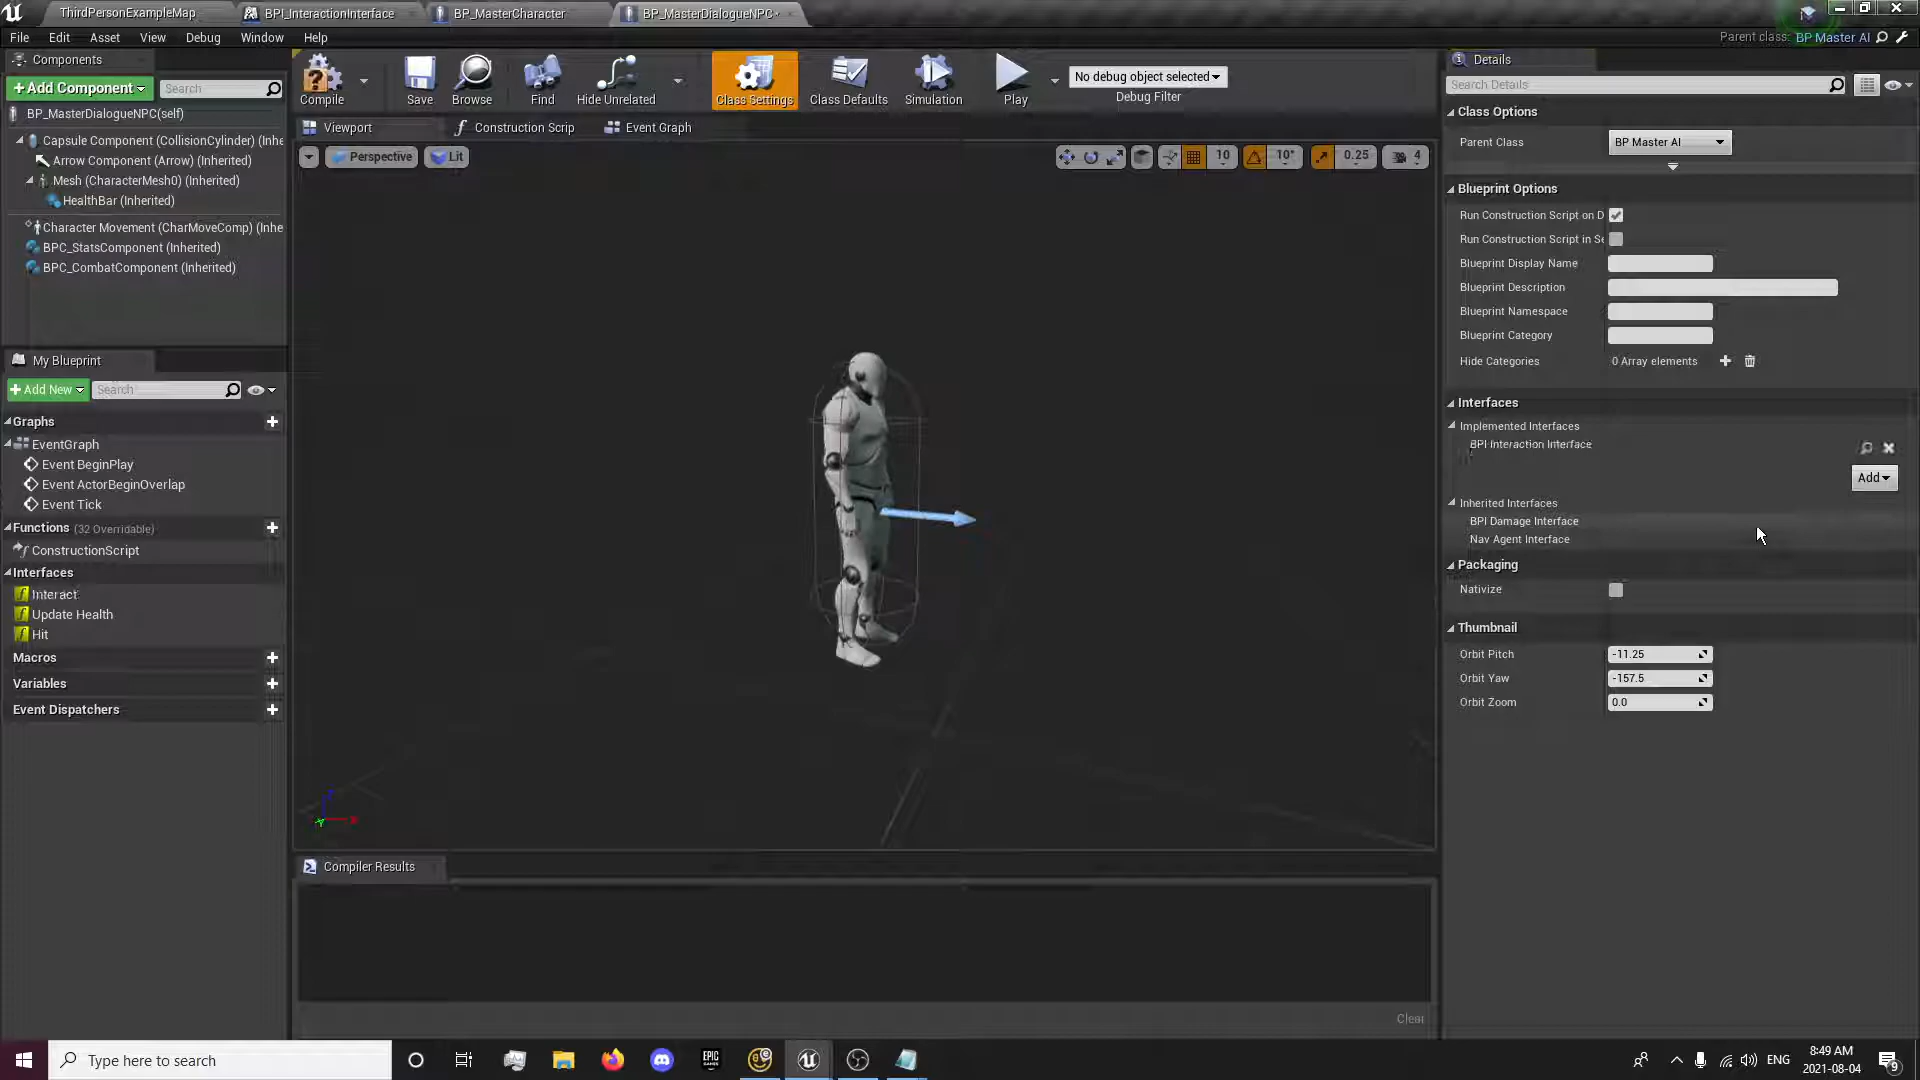 ThirdPersonExampleMap
BPI_InteractionInterface
BP_MasterCharacter
BP_MasterDialogueNPC
File
Edit
Asset
View
Debug
Window
Help
Parent class: BP Master AI
Components
+Add Component
Search
BP_MasterDialogueNPC(self)
Capsule Component (CollisionCylinder) (Inhe
Arrow Component (Arrow) (Inherited)
Mesh (CharacterMesh0) (Inherited)
HealthBar (Inherited)
Character Movement (CharMoveComp) (Inhe
BPC_StatsComponent (Inherited)
BPC_CombatComponent (Inherited)
My Blueprint
+Add New
Search
Graphs
EventGraph
Event BeginPlay
Event ActorBeginOverlap
Event Tick
Functions (32 Overridable)
ConstructionScript
Interfaces
Interact
Update Health
Hit
Macros
Variables
Event Dispatchers
Compile
Save
Browse
Find
Hide Unrelated
Class Settings
Class Defaults
Simulation
Play
No debug object selected
Debug Filter
Viewport
Construction Scrip
Event Graph
Perspective
Lit
10
10°
0.25
4
Compiler Results
Clear
Details
Search Details
Class Options
Parent Class
BP Master AI
Blueprint Options
Run Construction Script on D
Run Construction Script in Se
Blueprint Display Name
Blueprint Description
Blueprint Namespace
Blueprint Category
Hide Categories
0 Array elements
Interfaces
Implemented Interfaces
BPI Interaction Interface
Add
Inherited Interfaces
BPI Damage Interface
Nav Agent Interface
Packaging
Nativize
Thumbnail
Orbit Pitch
-11.25
Orbit Yaw
-157.5
Orbit Zoom
0.0
Type here to search
EPIC
GAMES
ENG
8:49 AM
2021-08-04
9